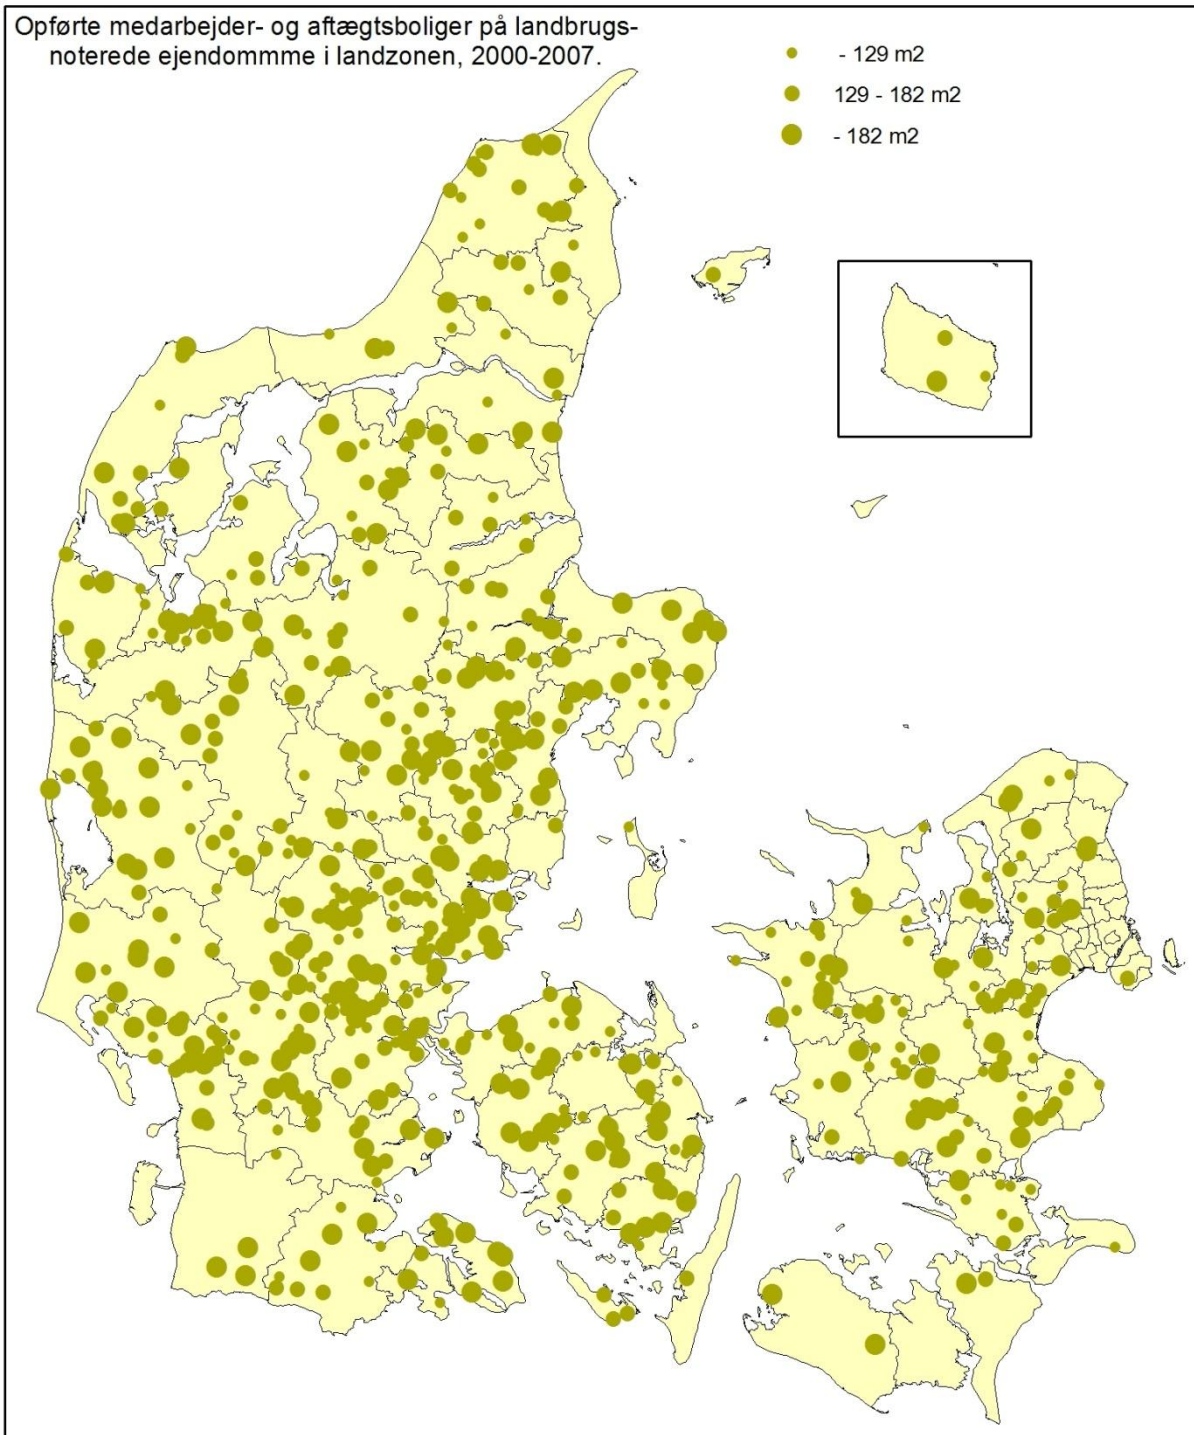 Opførte medarbejder- og aftægtsboliger på landbrugs-
noterede ejendommme i landzonen, 2000-2007.
- 129 m2
129 - 182 m2
- 182 m2